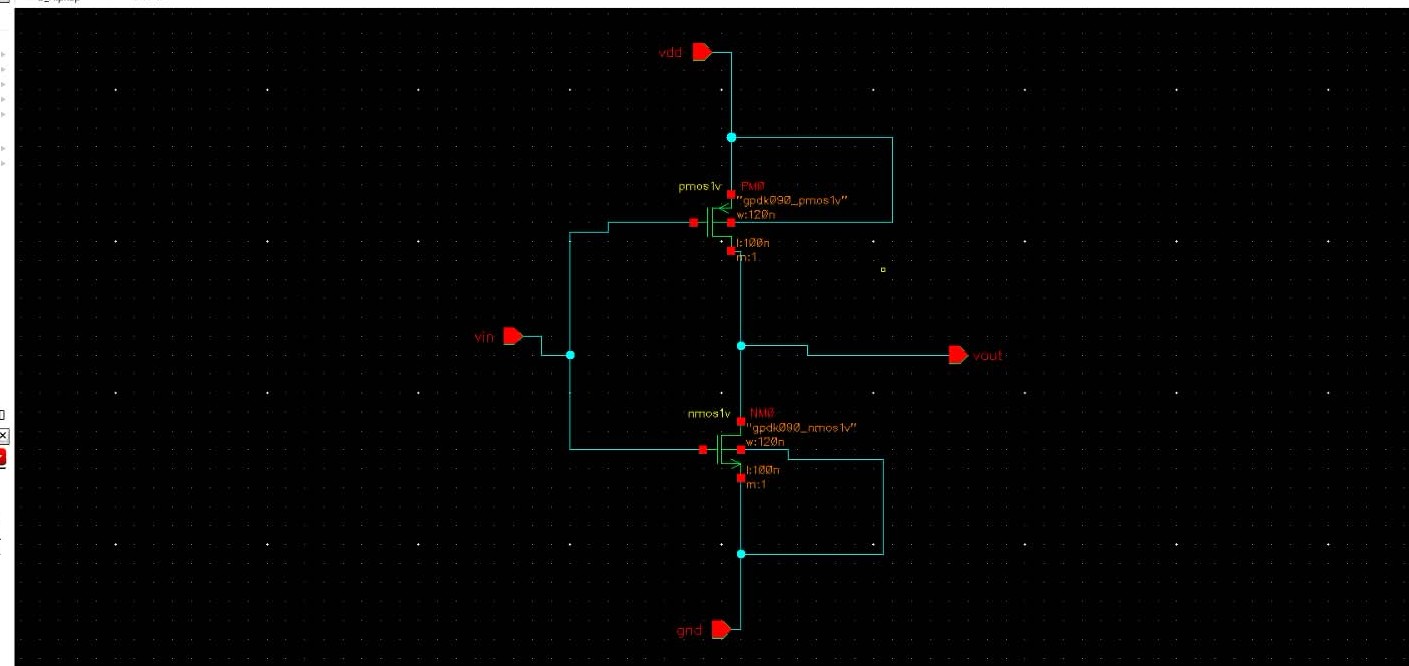 vdd
pmos1v PM0
"gpdk090_pmos1v"
w:120n
l:100n
m:1
vin
vout
nmos1v NM0
"gpdk090_nmos1v"
w:120n
l:100n
m:1
gnd